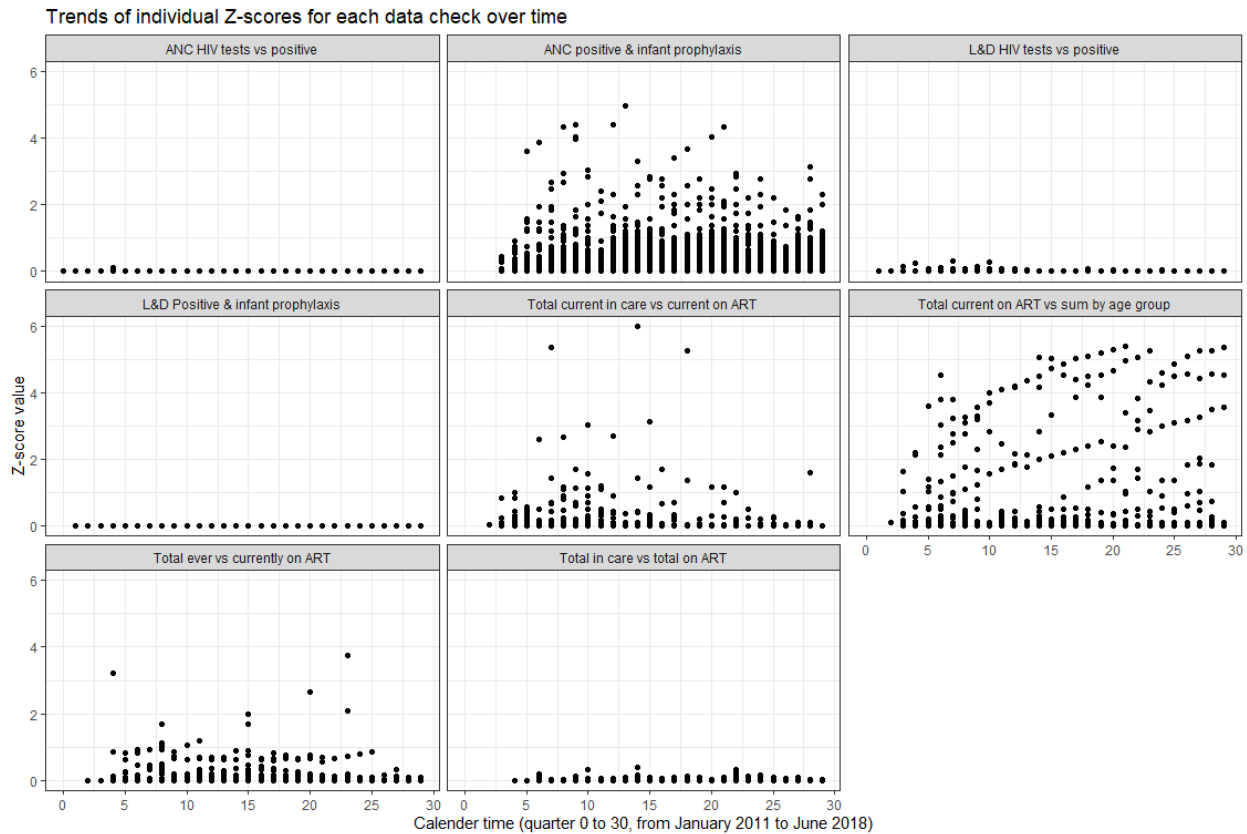 Trends of individual Z-scores for each data check over time
ANC HIV tests vs positive
ANC positive & infant prophylaxis
L&D HIV tests vs positive
6
4
2
0
L&D Positive & infant prophylaxis
Total current in care vs current on ART
Total current on ART vs sum by age group
6
4
2
0
0 5 10 15 20 25 30
Z-score value
Total ever vs currently on ART
Total in care vs total on ART
6
4
2
0
0 5 10 15 20 25 30
0 5 10 15 20 25 30
Calender time (quarter 0 to 30, from January 2011 to June 2018)